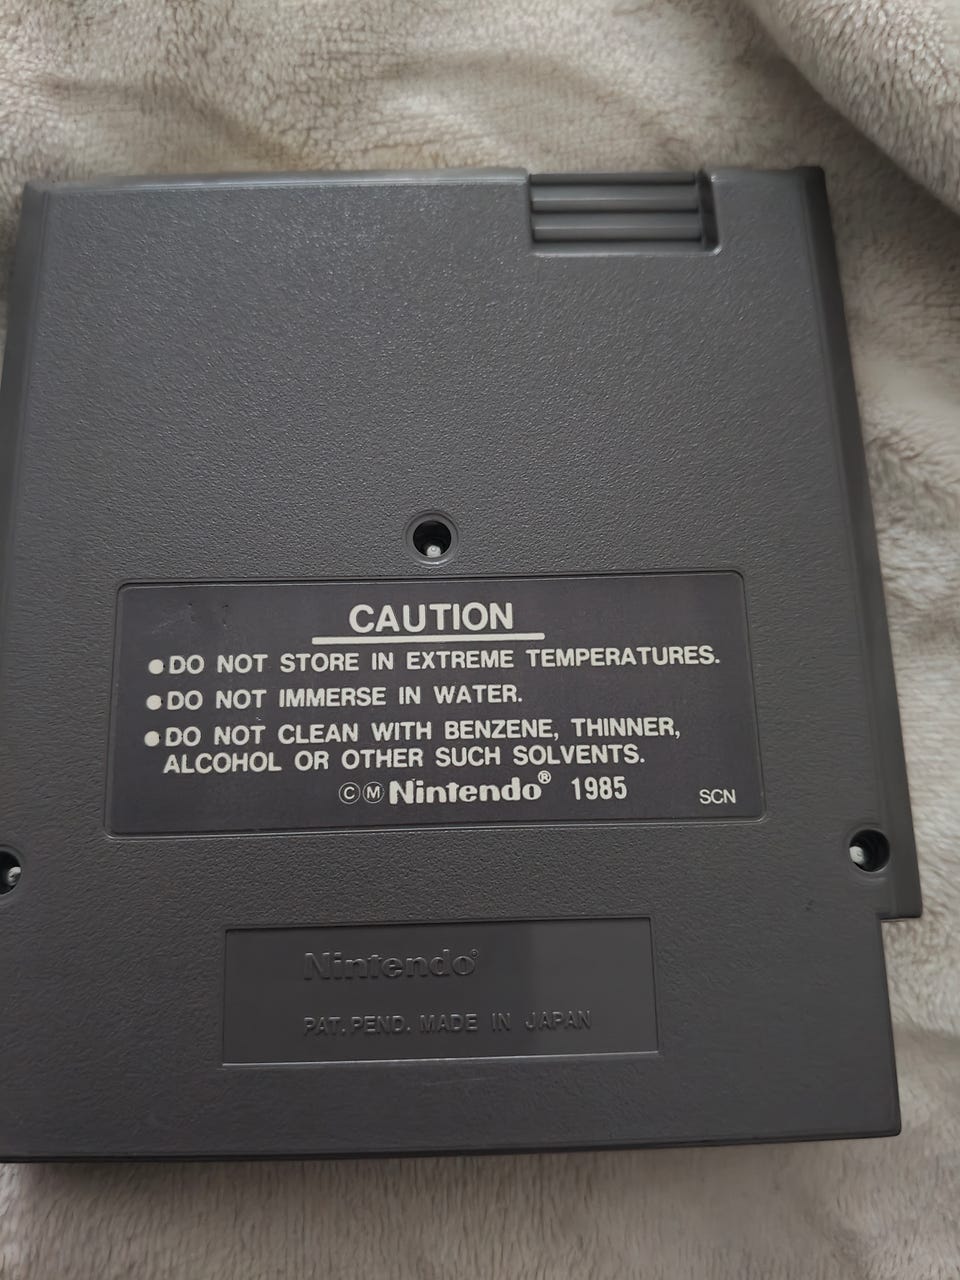 CAUTION
●DO NOT STORE IN EXTREME TEMPERATURES.
●DO NOT IMMERSE IN WATER.
●DO NOT CLEAN WITH BENZENE, THINNER,
ALCOHOL OR OTHER SUCH SOLVENTS.
ⒸⓂNintendo® 1985 SCN
Nintendo®
PAT. PEND. MADE IN JAPAN